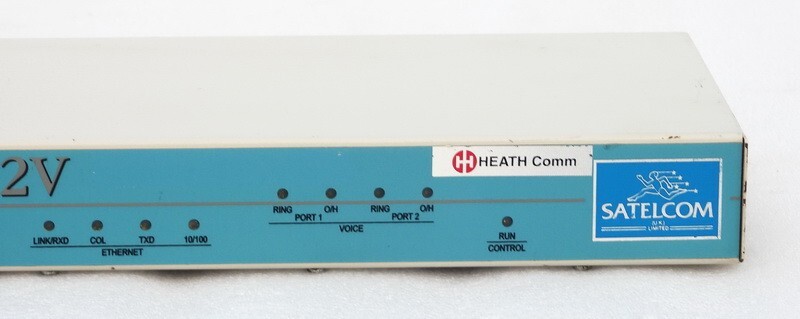 2V
HEATH Comm
SATELCOM
(U.K.)
LIMITED
RING O/H RING O/H
PORT 1 PORT 2
VOICE
LINK/RXD COL TXD 10/100
ETHERNET
RUN
CONTROL